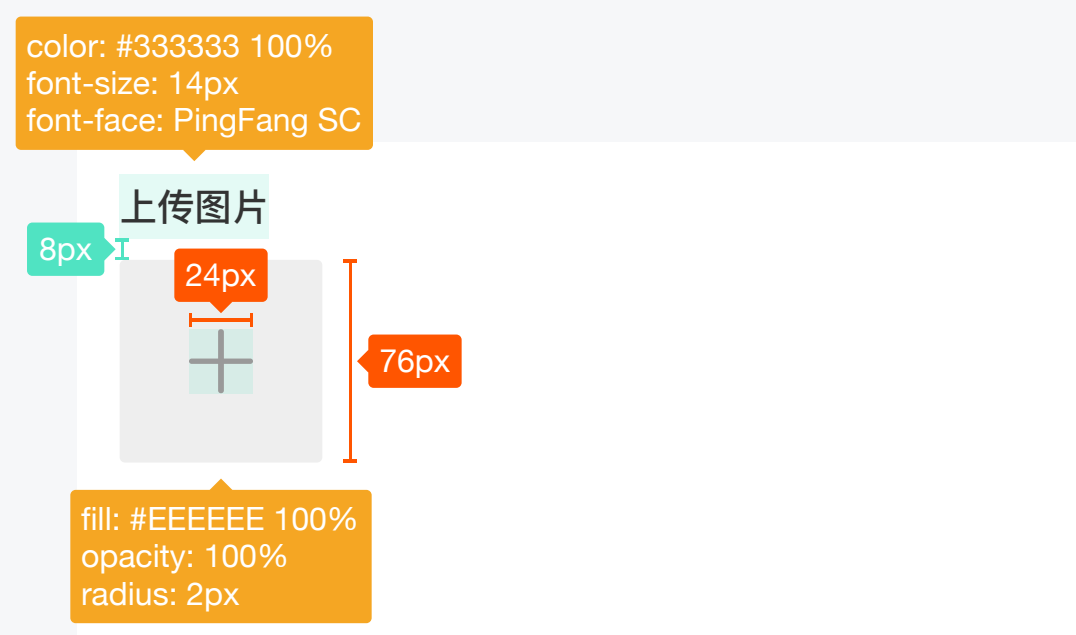 color: #333333 100%
font-size: 14px
font-face: PingFang SC
上传图片
8px
24px
76px
fill: #EEEEEE 100%
opacity: 100%
radius: 2px